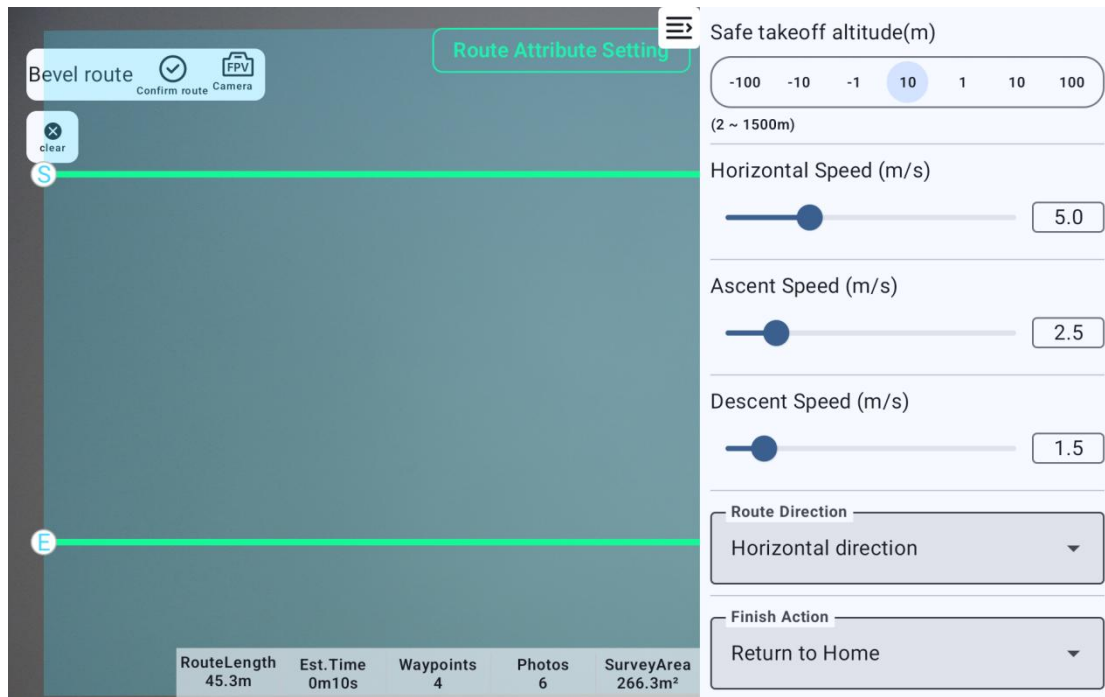 Route Attribute Setting
Bevel route
Confirm route
FPV
Camera
clear
S
E
RouteLength
45.3m
Est.Time
0m10s
Waypoints
4
Photos
6
SurveyArea
266.3m²
Safe takeoff altitude(m)
-100 -10 -1 10 1 10 100
(2 ~ 1500m)
Horizontal Speed (m/s)
5.0
Ascent Speed (m/s)
2.5
Descent Speed (m/s)
1.5
Route Direction
Horizontal direction
Finish Action
Return to Home